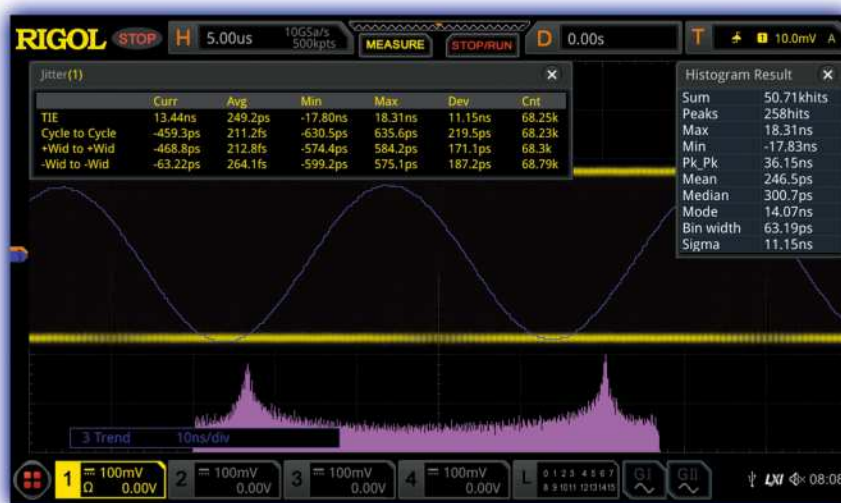 RIGOL STOP H 5.00us 10GSa/s 500kpts MEASURE STOP/RUN D 0.00s T 1 10.0mV A
Jitter(1)
Curr Avg Min Max Dev Cnt
TIE 13.44ns 249.2ps -17.80ns 18.31ns 11.15ns 68.25k
Cycle to Cycle -459.3ps 211.2fs -630.5ps 635.6ps 219.5ps 68.23k
+Wid to +Wid -468.8ps 212.8fs -574.4ps 584.2ps 171.1ps 68.3k
-Wid to -Wid -63.22ps 264.1fs -599.2ps 575.1ps 187.2ps 68.79k
Histogram Result
Sum 50.71khits
Peaks 258hits
Max 18.31ns
Min -17.83ns
Pk_Pk 36.15ns
Mean 246.5ps
Median 300.7ps
Mode 14.07ns
Bin width 63.19ps
Sigma 11.15ns
3 Trend 10ns/div
1 100mV Ω 0.00V
2 100mV 0.00V
3 100mV 0.00V
4 100mV 0.00V
L 0 1 2 3 4 5 6 7
8 9 10 11 12 13 14 15
GI GII LXI 08:08